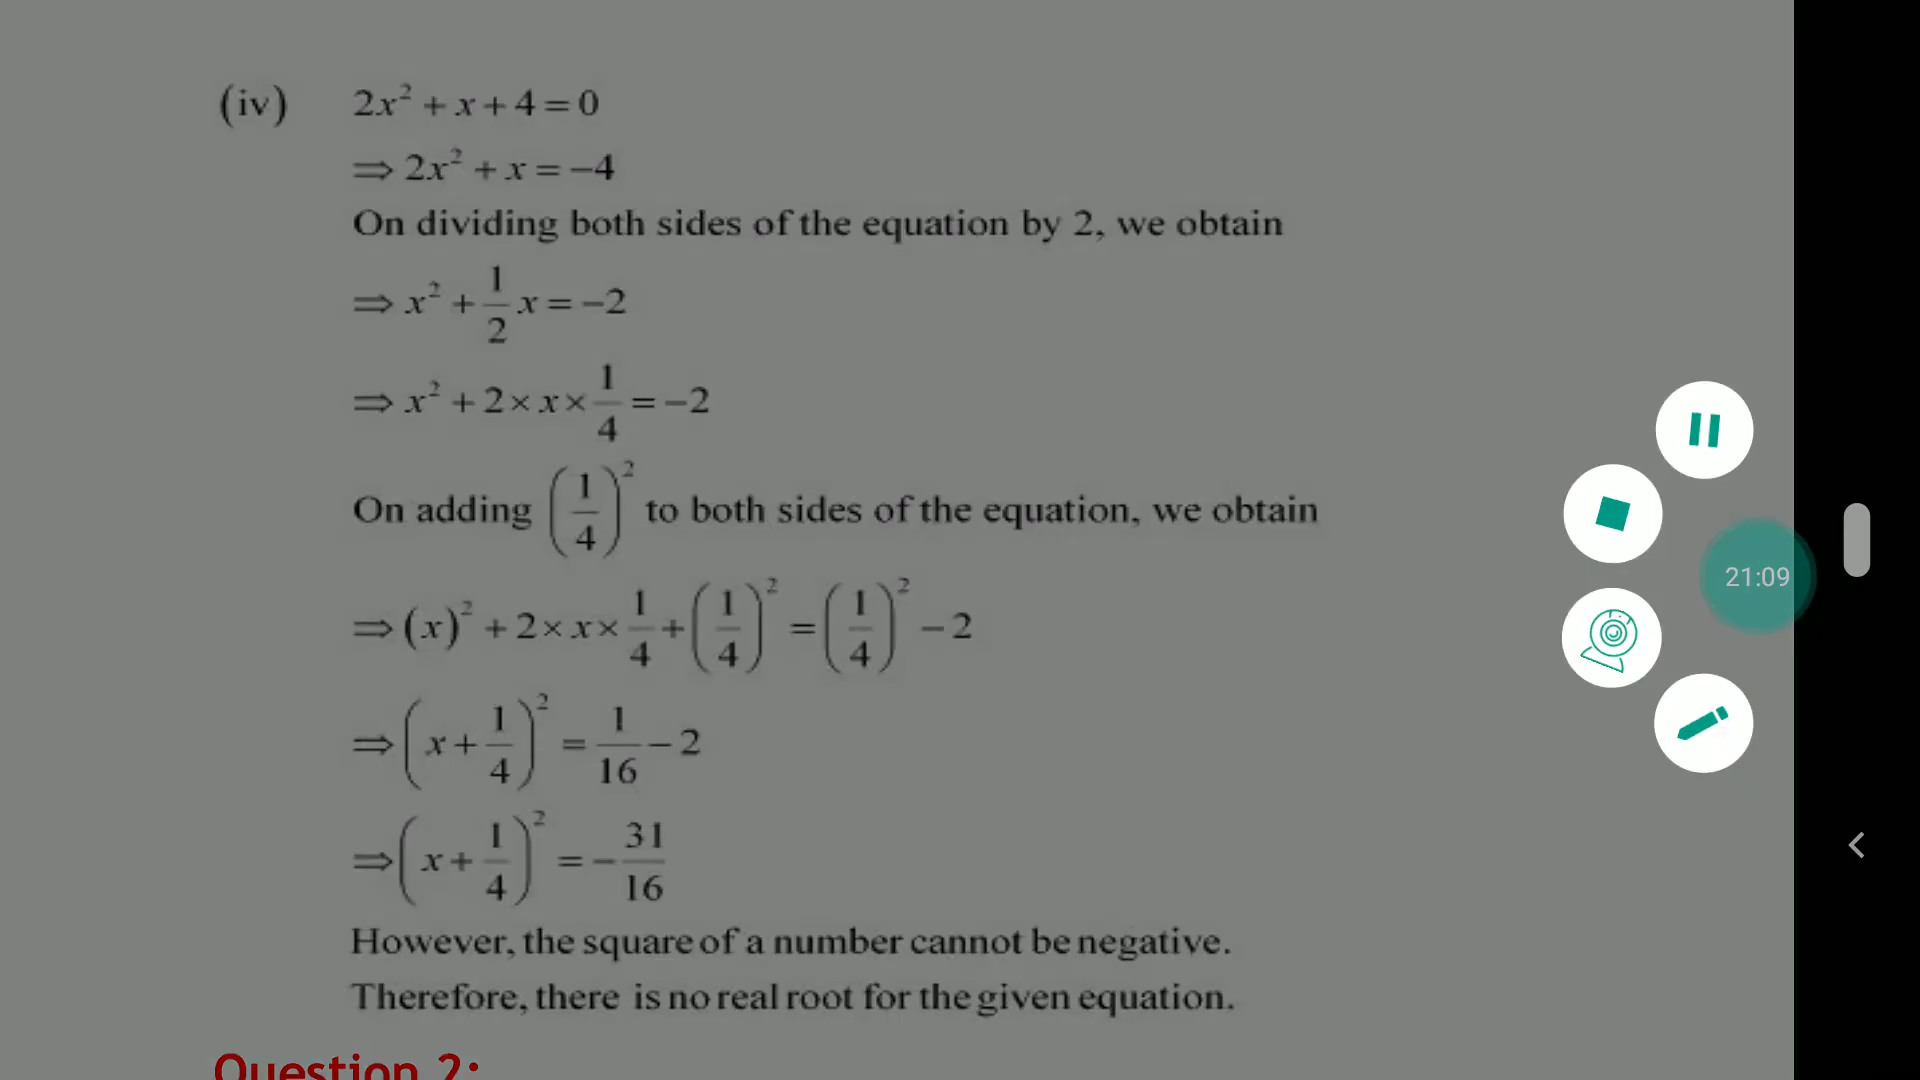 (iv) 2x² + x + 4 = 0
⇒ 2x² + x = −4
On dividing both sides of the equation by 2, we obtain
⇒ x² + 1/2 x = −2
⇒ x² + 2 × x × 1/4 = −2
On adding (1/4)² to both sides of the equation, we obtain
⇒ (x)² + 2 × x × 1/4 + (1/4)² = (1/4)² − 2
⇒ (x + 1/4)² = 1/16 − 2
⇒ (x + 1/4)² = − 31/16
However, the square of a number cannot be negative.
Therefore, there is no real root for the given equation.
Question 2:
21:09